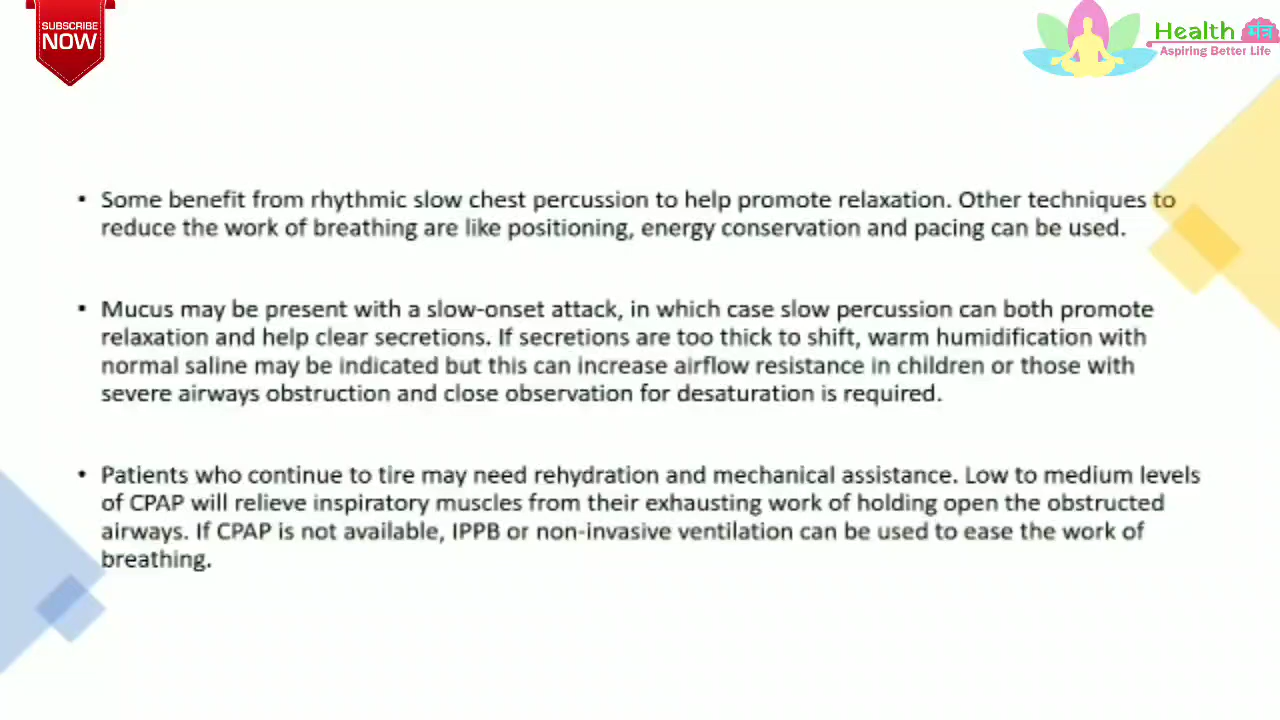 SUBSCRIBE
NOW
Health मंत्र
Aspiring Better Life
• Some benefit from rhythmic slow chest percussion to help promote relaxation. Other techniques to
reduce the work of breathing are like positioning, energy conservation and pacing can be used.
• Mucus may be present with a slow-onset attack, in which case slow percussion can both promote
relaxation and help clear secretions. If secretions are too thick to shift, warm humidification with
normal saline may be indicated but this can increase airflow resistance in children or those with
severe airways obstruction and close observation for desaturation is required.
• Patients who continue to tire may need rehydration and mechanical assistance. Low to medium levels
of CPAP will relieve inspiratory muscles from their exhausting work of holding open the obstructed
airways. If CPAP is not available, IPPB or non-invasive ventilation can be used to ease the work of
breathing.